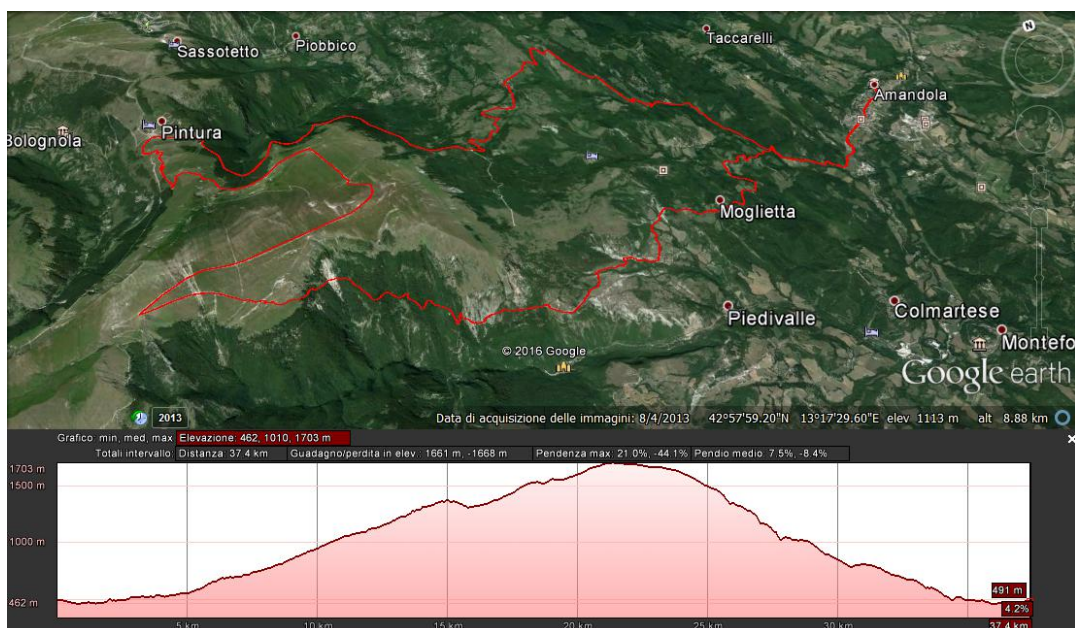 N
Sassotetto
Piobbico
Taccarelli
Amandola
Pintura
Bolognola
Moglietta
Piedivalle
Colmartese
Montefo
© 2016 Google
Google earth
2013
Data di acquisizione delle immagini: 8/4/2013 42°57'59.20"N 13°17'29.60"E elev 1113 m alt 8.88 km
Grafico: min, med, max Elevazione: 462, 1010, 1703 m
Totali intervallo: Distanza: 37.4 km Guadagno/perdita in elev.: 1661 m, -1668 m Pendenza max: 21.0%, -44.1% Pendio medio: 7.5%, -8.4%
1703 m
1500 m
1000 m
462 m
491 m
4.2%
5 km 10 km 15 km 20 km 25 km 30 km 37.4 km